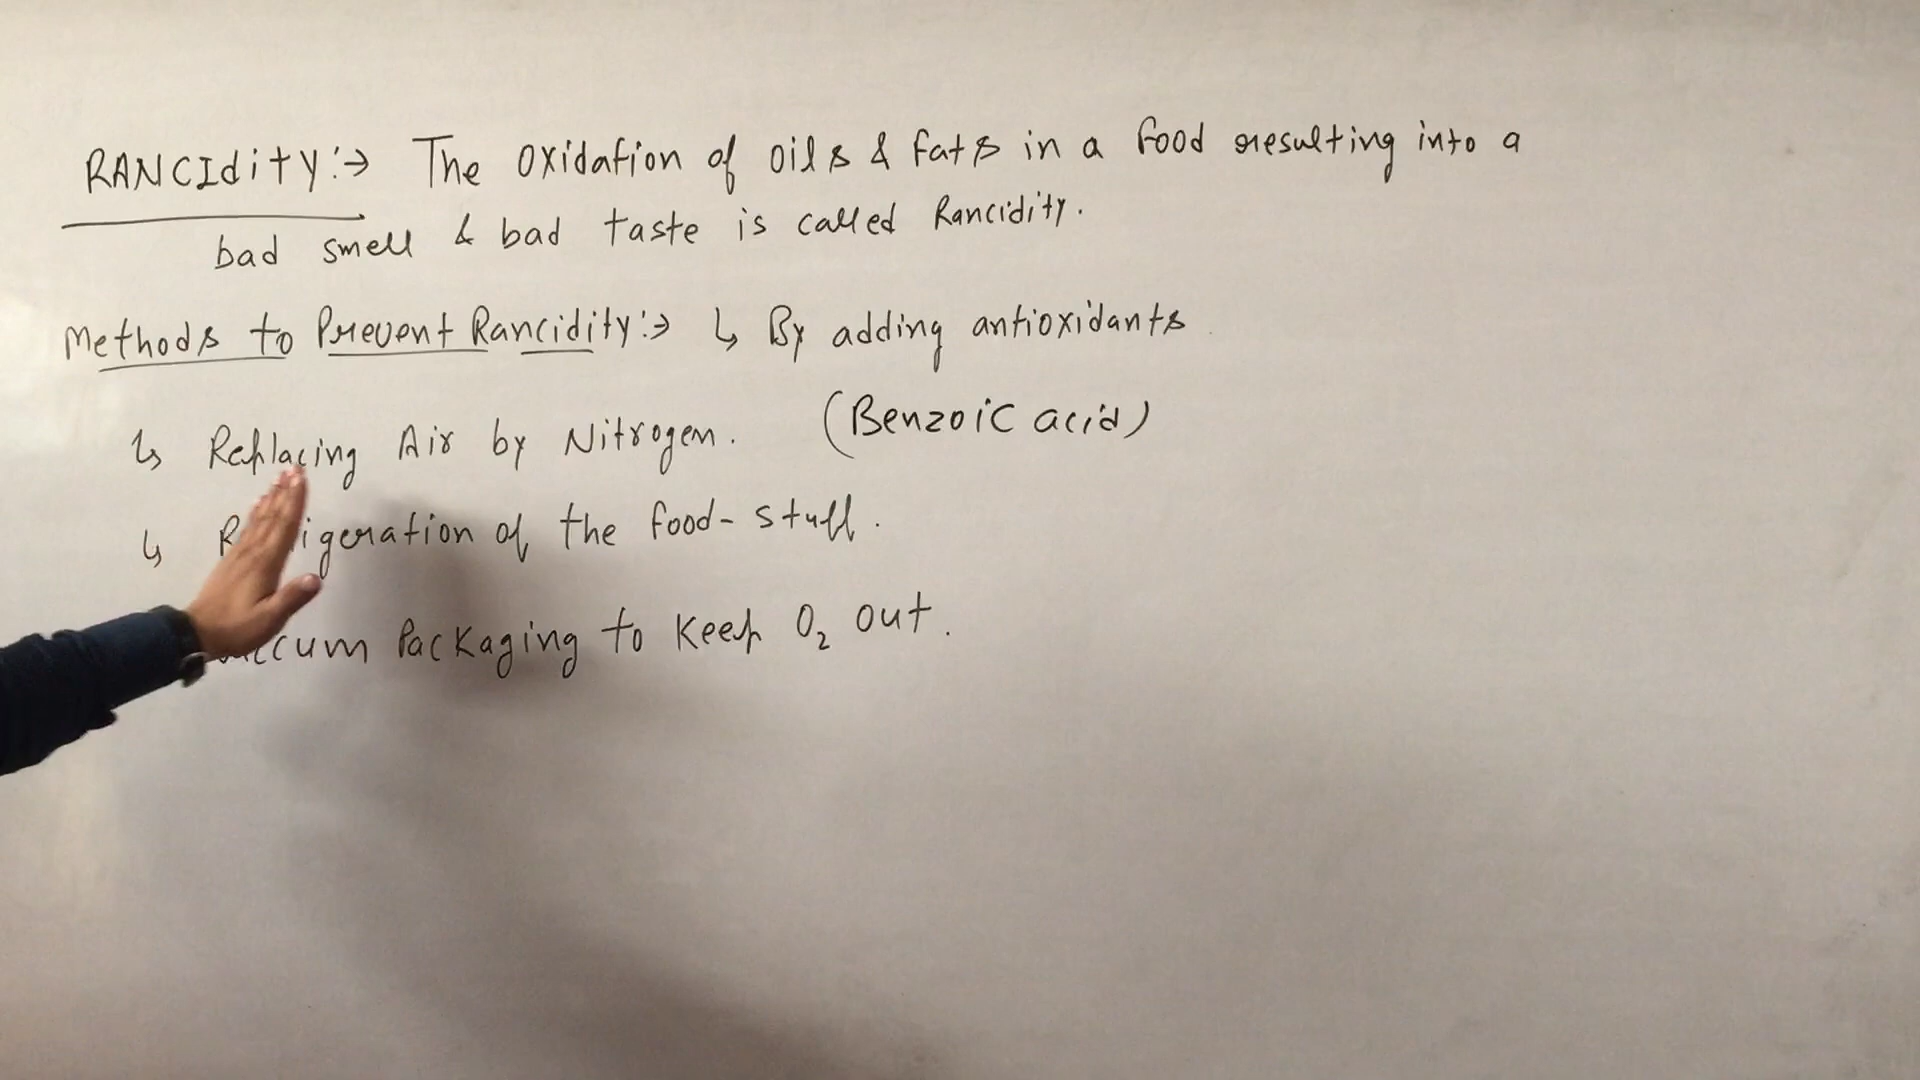 RANCIdity :→ The oxidation of oils & fats in a food resulting into a
bad smell & bad taste is called Rancidity.
Methods to Prevent Rancidity :→ ↳ By adding antioxidants
(Benzoic acid)
↳ Replacing Air by Nitrogen.
↳ of the food-stuff.
Packaging to Keep O₂ out.